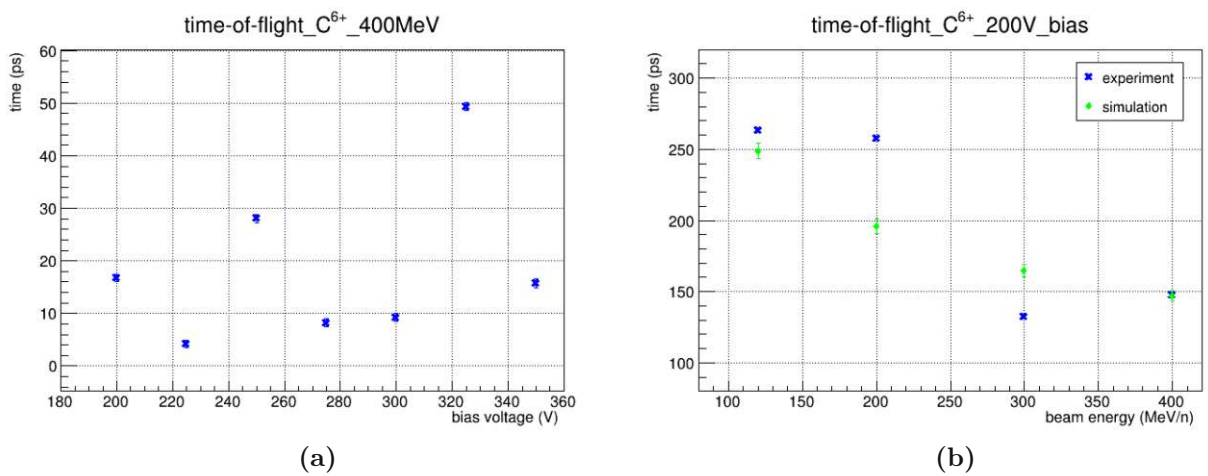 time-of-flight_C⁶⁺_400MeV
time (ps)
60
50
40
30
20
10
0
180 200 220 240 260 280 300 320 340 360
bias voltage (V)
(a)
time-of-flight_C⁶⁺_200V_bias
time (ps)
300
250
200
150
100
experiment
simulation
100 150 200 250 300 350 400
beam energy (MeV/n)
(b)